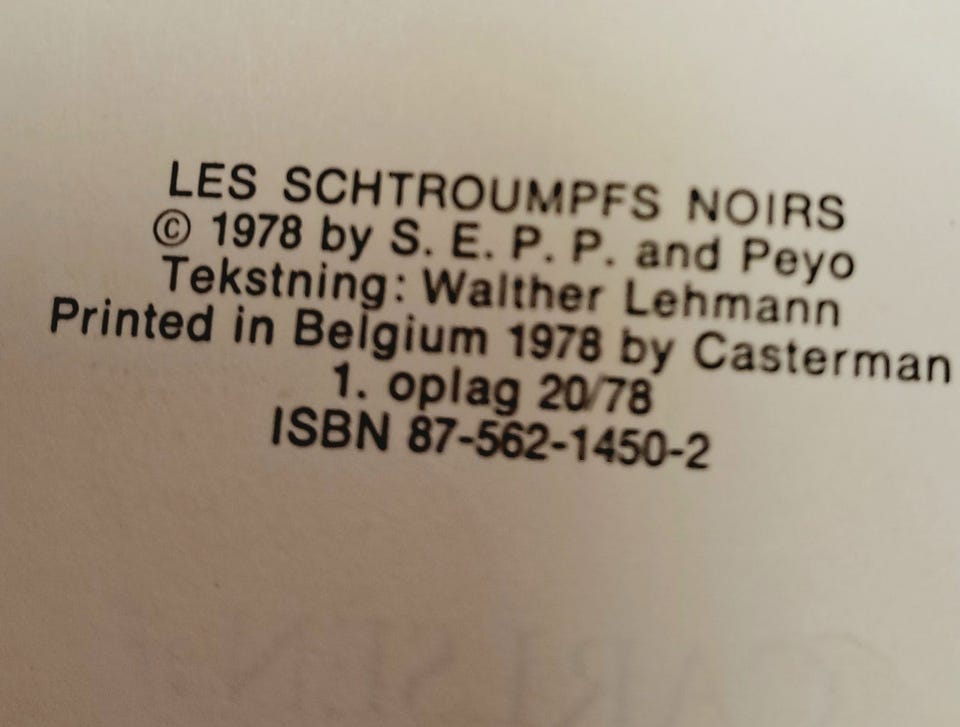 LES SCHTROUMPFS NOIRS
© 1978 by S. E. P. P. and Peyo
Tekstning: Walther Lehmann
Printed in Belgium 1978 by Casterman
1. oplag 20/78
ISBN 87-562-1450-2